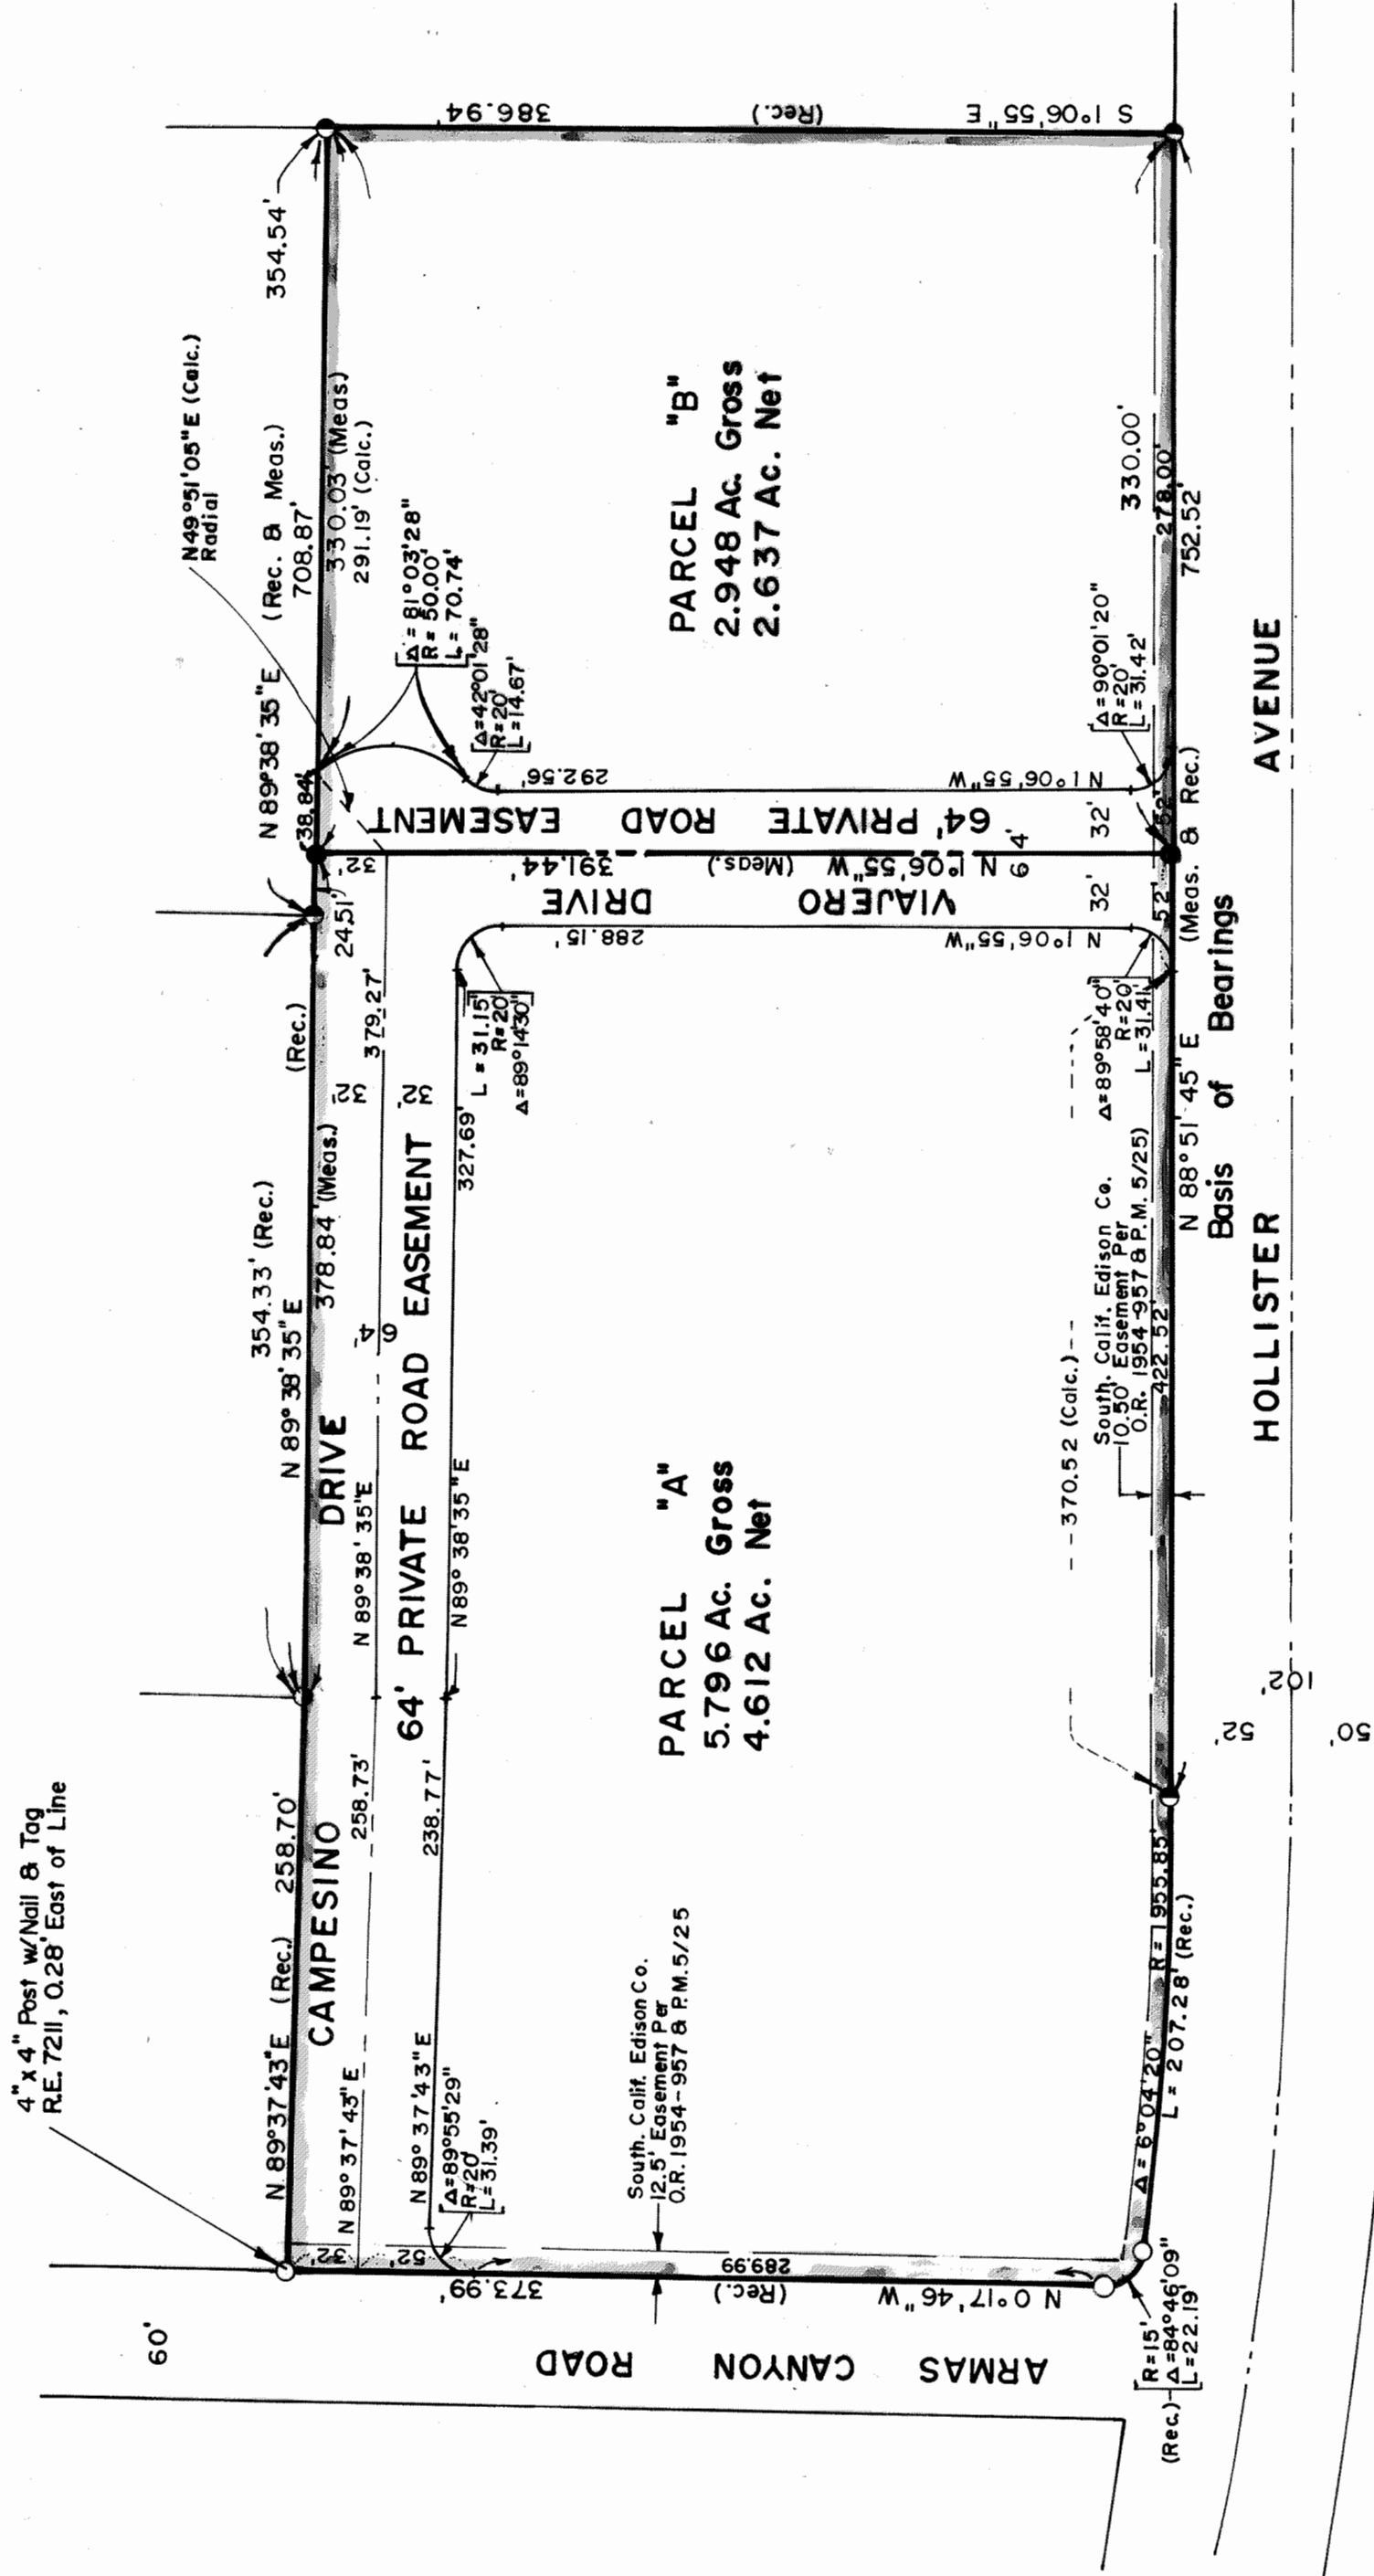 4"x 4" Post w/Nail & Tag
R.E. 7211, 0.28' East of Line
60'
N 89°37'43"E (Rec.) 258.70'
CAMPESINO DRIVE
N 89°37'43"E
258.73'
N 89°37'43"E
238.77'
Δ=89°55'29"
R=20'
L=31.39'
32'
52'
354.33' (Rec.)
N 89°38'35"E
(Rec.)
378.84' (Meas.)
N 89°38'35"E
379.27'
32'
32'
64'
64' PRIVATE ROAD EASEMENT
N 89°38'35"E
327.69'
24.51'
L = 31.15'
R=20'
Δ=89°14'30"
N49°51'05"E (Calc.)
Radial
N 89°38'35"E (Rec. & Meas.)
708.87'
354.54'
38.84'
330.03' (Meas)
291.19' (Calc.)
Δ= 81°03'28"
R= 50.00'
L= 70.74'
Δ=42°01'28"
R=20'
L=14.67'
32'
292.56'
N 1°06'55"W
64' PRIVATE ROAD EASEMENT
N 1°06'55"W (Meas.) 391.44'
64
32'
32'
VIAJERO DRIVE
N 1°06'55"W
288.15'
S 1°06'55"E
(Rec.)
386.94'
PARCEL "B"
2.948 Ac. Gross
2.637 Ac. Net
PARCEL "A"
5.796 Ac. Gross
4.612 Ac. Net
Δ= 90°01'20"
R=20'
L= 31.42'
330.00'
278.00'
752.52'
52'
52'
(Meas. & Rec.)
N 88°51'45"E
Basis of Bearings
Δ=89°58'40"
R=20'
L=31.41'
370.52 (Calc.)
South. Calif. Edison Co.
10.50' Easement Per
O.R. 1954-957 & P.M. 5/25
422.52'
South. Calif. Edison Co.
12.5' Easement Per
O.R. 1954-957 & P.M. 5/25
N 0°17'46"W
(Rec.)
373.99'
289.99
ARMAS CANYON ROAD
Δ= 6°04'20" R= 1955.85'
L= 207.28' (Rec.)
R=15'
(Rec.) Δ=84°46'09"
L=22.19'
HOLLISTER AVENUE
102'
52'
50'